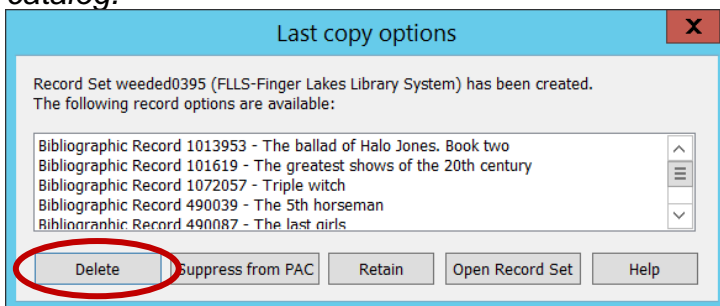 catalog.
Last copy options
X
Record Set weeded0395 (FLLS-Finger Lakes Library System) has been created.
The following record options are available:
Bibliographic Record 1013953 - The ballad of Halo Jones. Book two
Bibliographic Record 101619 - The greatest shows of the 20th century
Bibliographic Record 1072057 - Triple witch
Bibliographic Record 490039 - The 5th horseman
Bibliographic Record 490087 - The last girls
Delete Suppress from PAC Retain Open Record Set Help